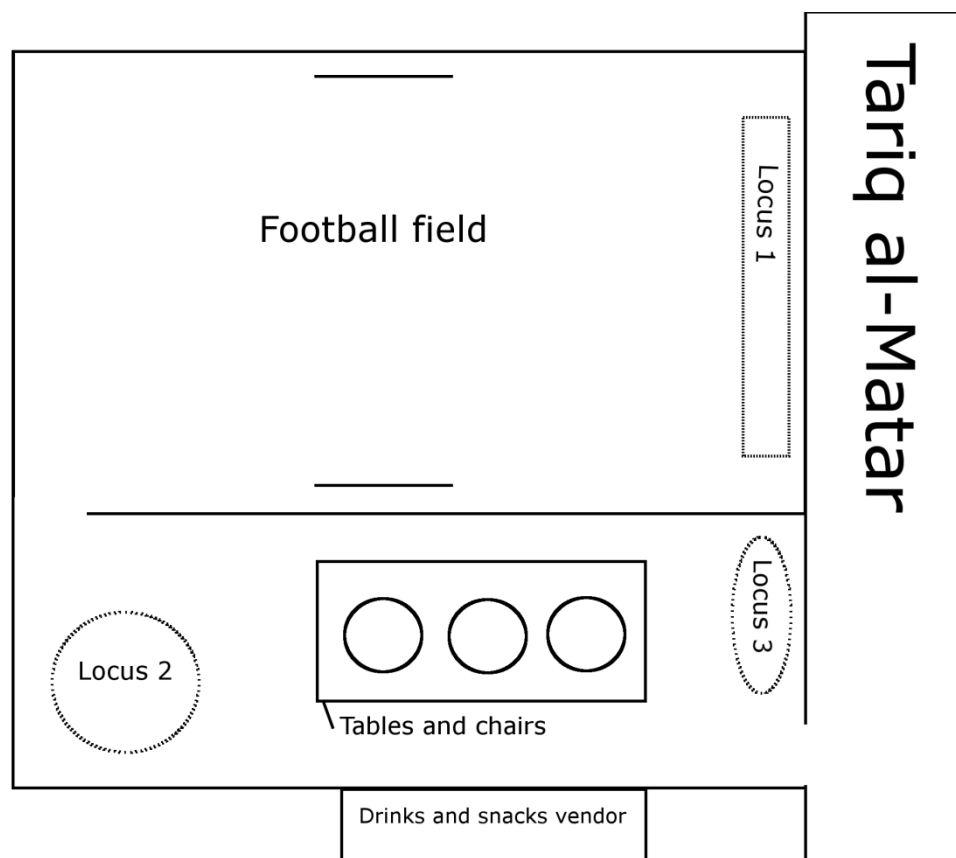 Tariq al-Matar
Football field
Locus 1
Locus 2
Locus 3
Tables and chairs
Drinks and snacks vendor